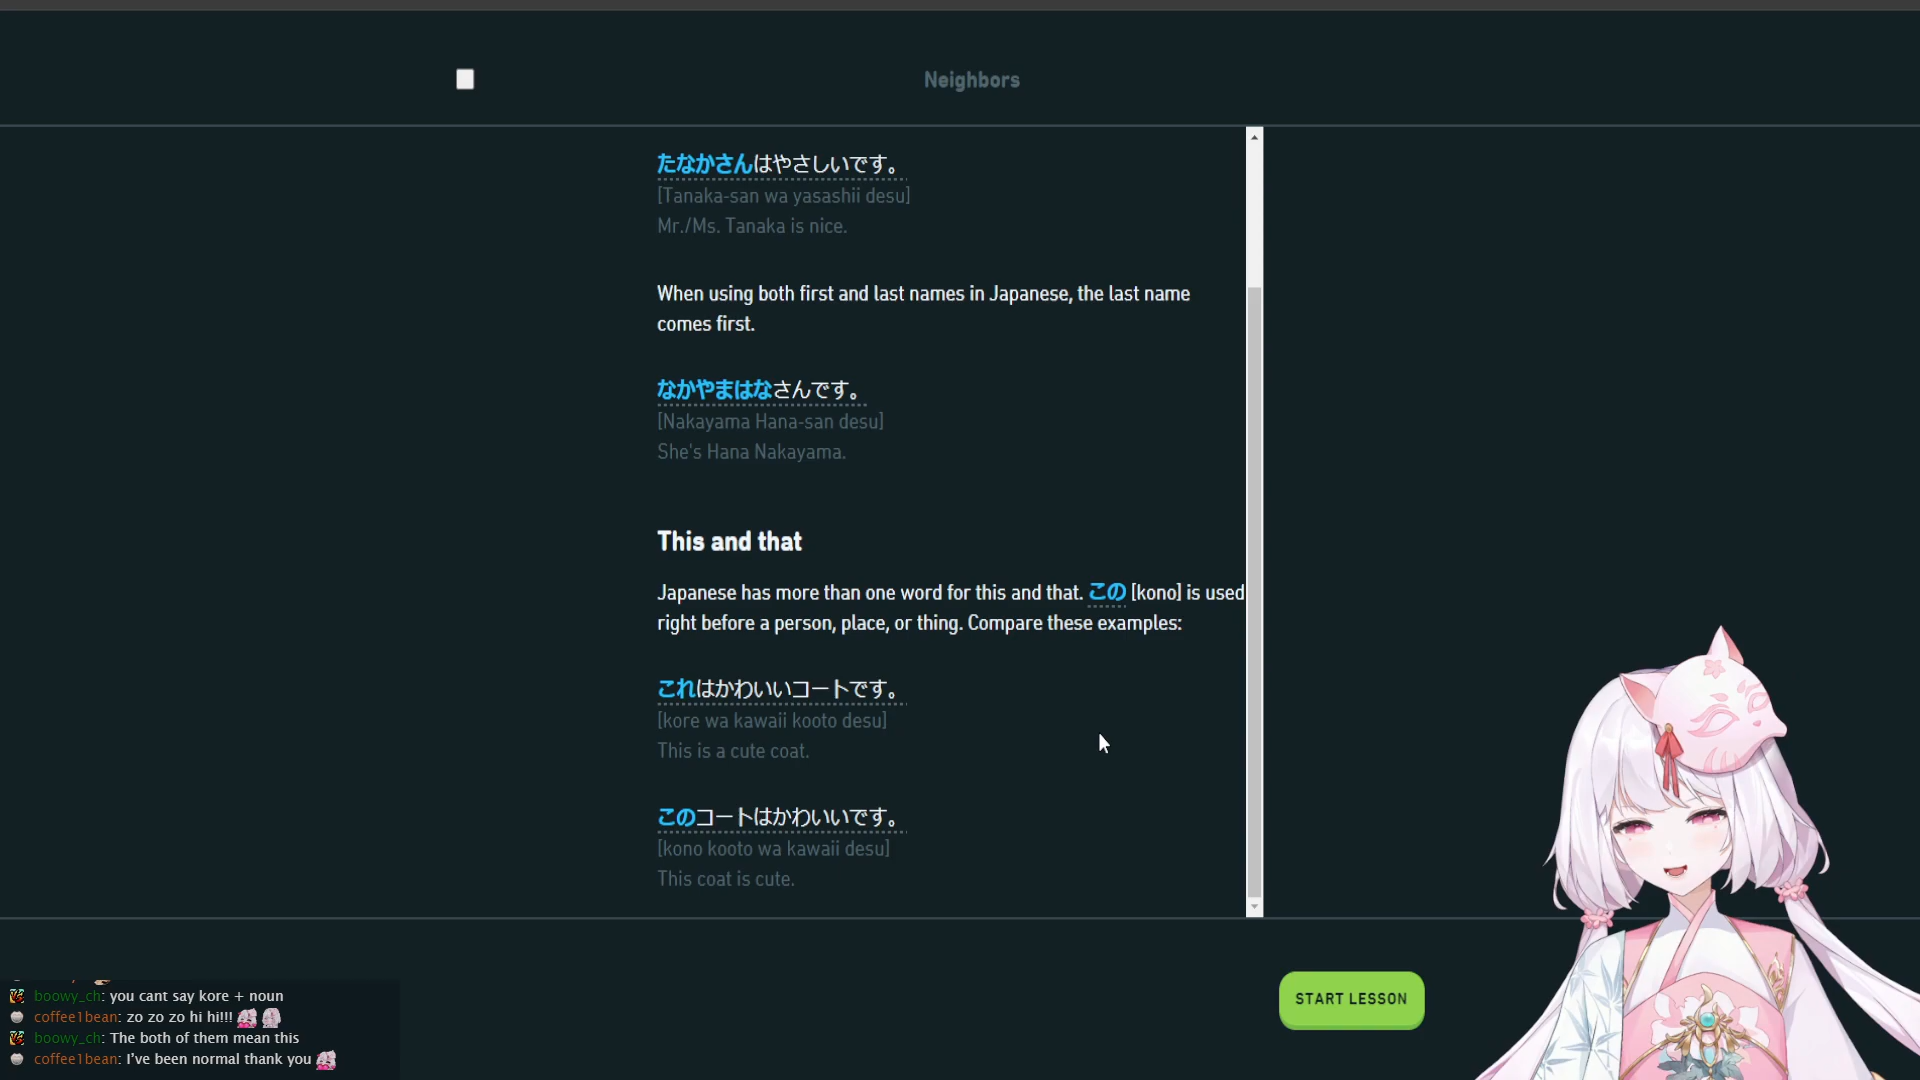 Neighbors
たなかさんはやさしいです。
[Tanaka-san wa yasashii desu]
Mr./Ms. Tanaka is nice.
When using both first and last names in Japanese, the last name
comes first.
なかやまはなさんです。
[Nakayama Hana-san desu]
She's Hana Nakayama.
This and that
Japanese has more than one word for this and that. この [kono] is used
right before a person, place, or thing. Compare these examples:
これはかわいいコートです。
[kore wa kawaii kooto desu]
This is a cute coat.
このコートはかわいいです。
[kono kooto wa kawaii desu]
This coat is cute.
START LESSON
boowy_ch: you cant say kore + noun
coffee1bean: zo zo zo hi hi!!!
boowy_ch: The both of them mean this
coffee1bean: I've been normal thank you